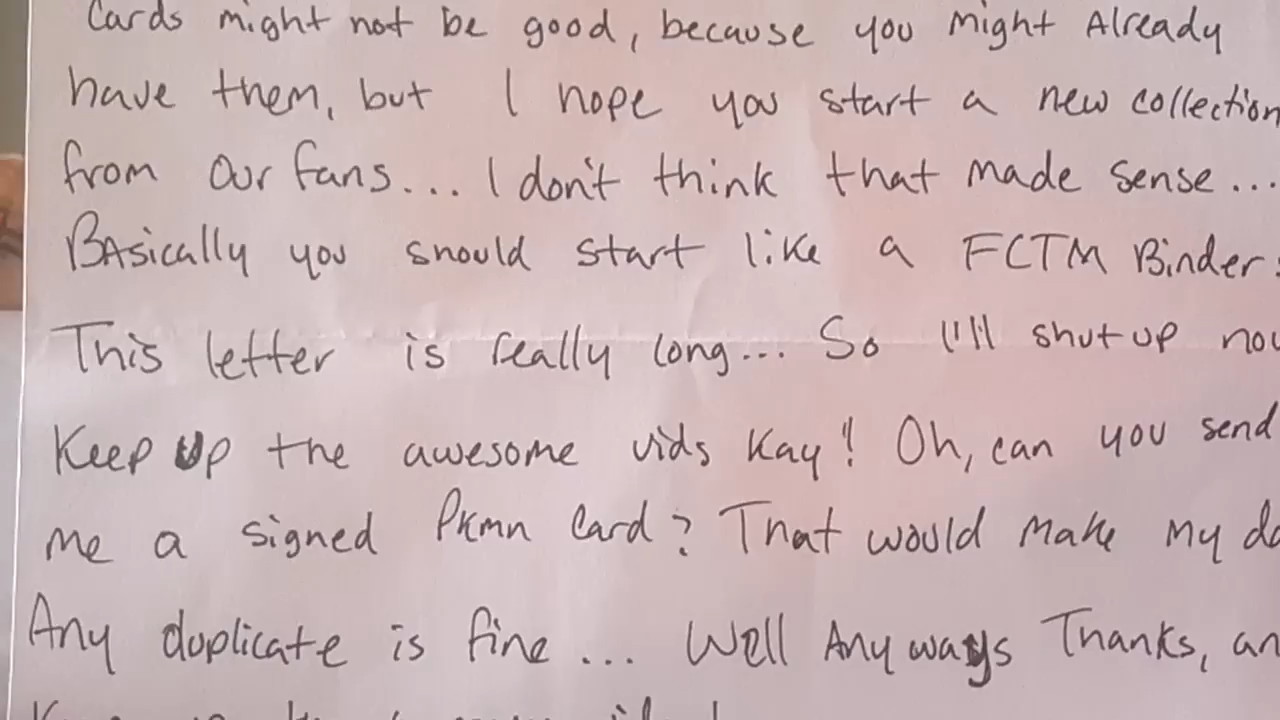 Cards might not be good, because you might Already
have them, but I hope you start a new collection
from Our fans... I don't think that made sense...
BAsically you should start like a FCTM Binder
This letter is really long... So I'll shut up no
Keep up the awesome vids Kay! Oh, can you send
me a signed Pkmn Card? That would make my da
Any duplicate is fine... Well Anyways Thanks, an